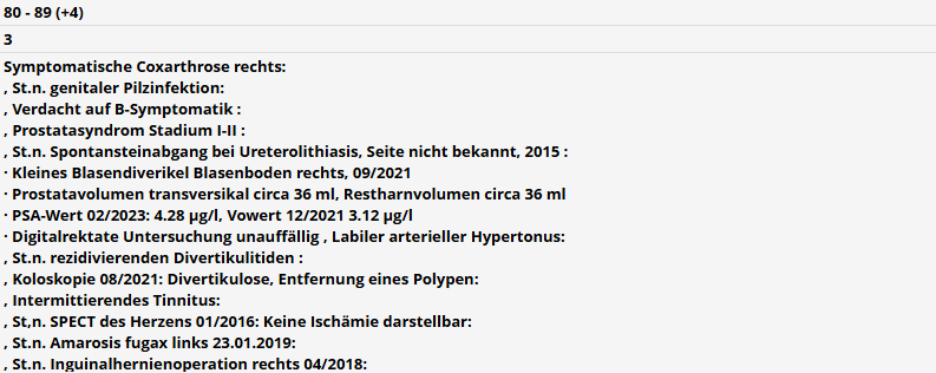 80 - 89 (+4)
3
Symptomatische Coxarthrose rechts:
, St.n. genitaler Pilzinfektion:
, Verdacht auf B-Symptomatik :
, Prostatasyndrom Stadium I-II :
, St.n. Spontansteinabgang bei Ureterolithiasis, Seite nicht bekannt, 2015 :
· Kleines Blasendiverikel Blasenboden rechts, 09/2021
· Prostatavolumen transversikal circa 36 ml, Restharnvolumen circa 36 ml
· PSA-Wert 02/2023: 4.28 µg/l, Vowert 12/2021 3.12 µg/l
· Digitalrektate Untersuchung unauffällig , Labiler arterieller Hypertonus:
, St.n. rezidivierenden Divertikulitiden :
, Koloskopie 08/2021: Divertikulose, Entfernung eines Polypen:
, Intermittierendes Tinnitus:
, St,n. SPECT des Herzens 01/2016: Keine Ischämie darstellbar:
, St.n. Amarosis fugax links 23.01.2019:
, St.n. Inguinalhernienoperation rechts 04/2018: